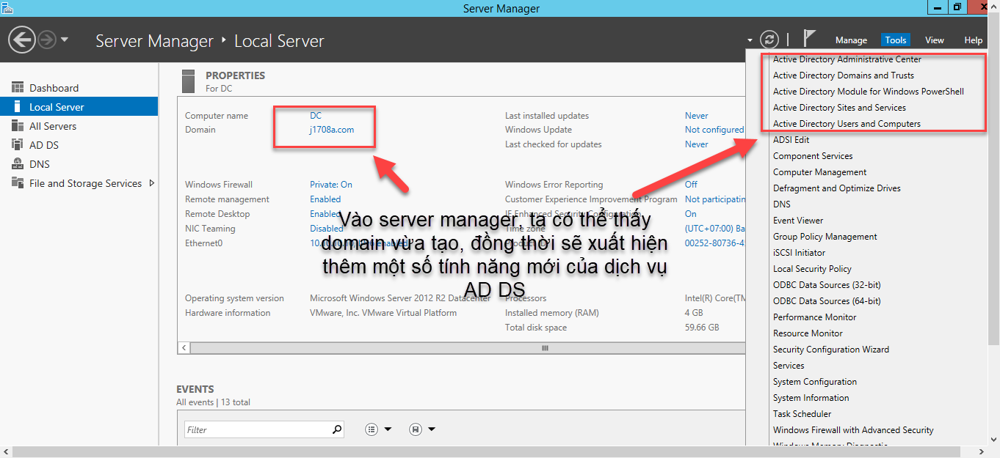 Server Manager
Server Manager
Local Server
Manage
Tools
View
Help
Dashboard
Local Server
All Servers
AD DS
DNS
File and Storage Services
PROPERTIES
For DC
Computer name
DC
Domain
j1708a.com
Last installed updates
Never
Windows Update
Not configured
Last checked for updates
Never
Windows Firewall
Private: On
Remote management
Enabled
Remote Desktop
Enabled
NIC Teaming
Disabled
Ethernet0
enabled
Windows Error Reporting
Off
Customer Experience Improvement Program
Not participatin
IE Enhanced Security Configuration
On
Time zone
(UTC+07:00) Ba
00252-80736-4
Vào server manager, ta có thể thấy
domain vừa tạo, đồng thời sẽ xuất hiện
thêm một số tính năng mới của dịch vụ
AD DS
Operating system version
Microsoft Windows Server 2012 R2 Datacenter
Hardware information
VMware, Inc. VMware Virtual Platform
Processors
Intel(R) Core(TM
Installed memory (RAM)
4 GB
Total disk space
59.66 GB
EVENTS
All events | 13 total
Filter
Active Directory Administrative Center
Active Directory Domains and Trusts
Active Directory Module for Windows PowerShell
Active Directory Sites and Services
Active Directory Users and Computers
ADSI Edit
Component Services
Computer Management
Defragment and Optimize Drives
DNS
Event Viewer
Group Policy Management
iSCSI Initiator
Local Security Policy
ODBC Data Sources (32-bit)
ODBC Data Sources (64-bit)
Performance Monitor
Resource Monitor
Security Configuration Wizard
Services
System Configuration
System Information
Task Scheduler
Windows Firewall with Advanced Security
Windows Memory Diagnostic